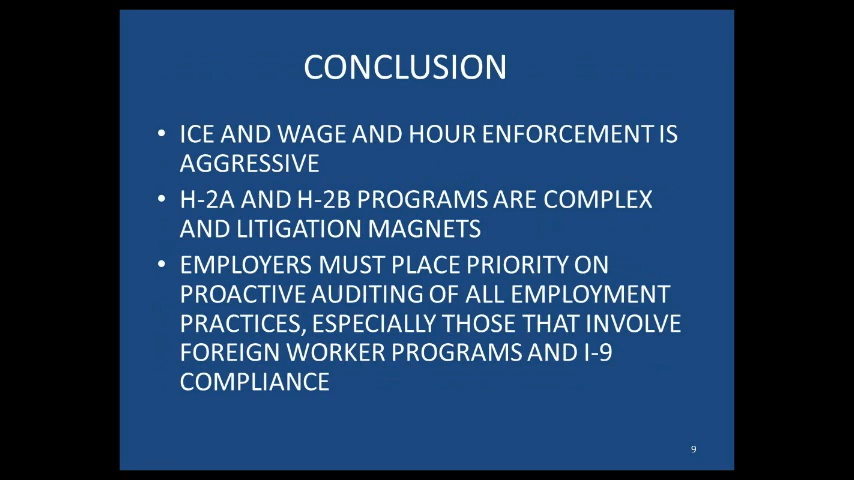 CONCLUSION
• ICE AND WAGE AND HOUR ENFORCEMENT IS
AGGRESSIVE
• H-2A AND H-2B PROGRAMS ARE COMPLEX
AND LITIGATION MAGNETS
• EMPLOYERS MUST PLACE PRIORITY ON
PROACTIVE AUDITING OF ALL EMPLOYMENT
PRACTICES, ESPECIALLY THOSE THAT INVOLVE
FOREIGN WORKER PROGRAMS AND I-9
COMPLIANCE
9